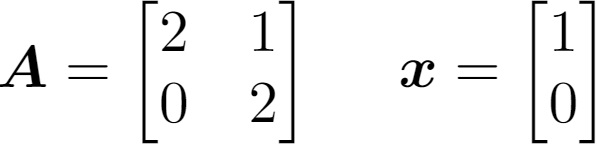 A = [2 1
0 2] x = [1
0]